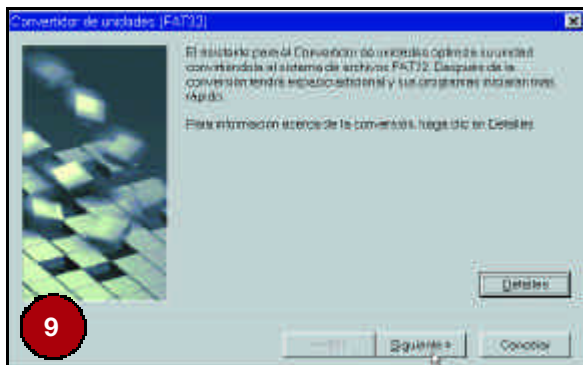 Convertidor de unidades (FAT32)
El asistente para el Convertidor de unidades optimiza su unidad
convirtiéndola al sistema de archivos FAT32. Después de la
conversión tendrá espacio adicional y sus programas iniciarán más
rápido.
Para información acerca de la conversión, haga clic en Detalles
Detalles
9
Siguiente >
Cancelar